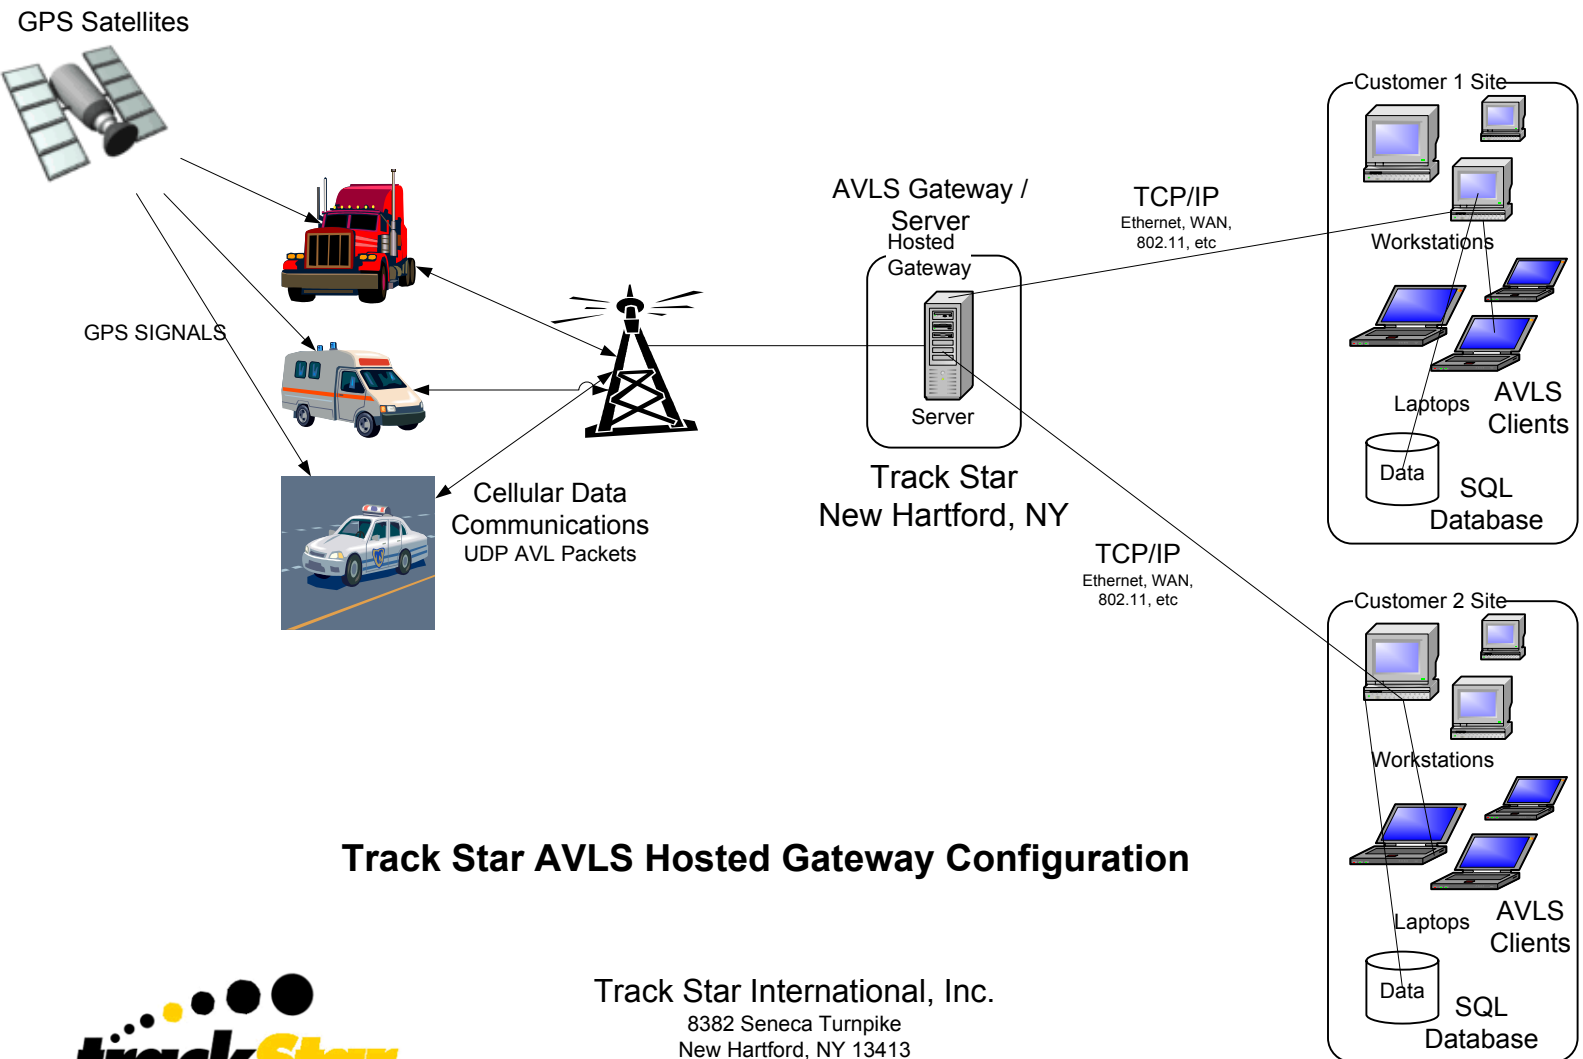 GPS Satellites
GPS SIGNALS
Cellular Data
Communications
UDP AVL Packets
AVLS Gateway /
Server
Hosted
Gateway
Server
Track Star
New Hartford, NY
TCP/IP
Ethernet, WAN,
802.11, etc
TCP/IP
Ethernet, WAN,
802.11, etc
Customer 1 Site
Workstations
Laptops
AVLS
Clients
Data
SQL
Database
Customer 2 Site
Workstations
Laptops
AVLS
Clients
Data
SQL
Database
Track Star AVLS Hosted Gateway Configuration
trackStar
Track Star International, Inc.
8382 Seneca Turnpike
New Hartford, NY 13413